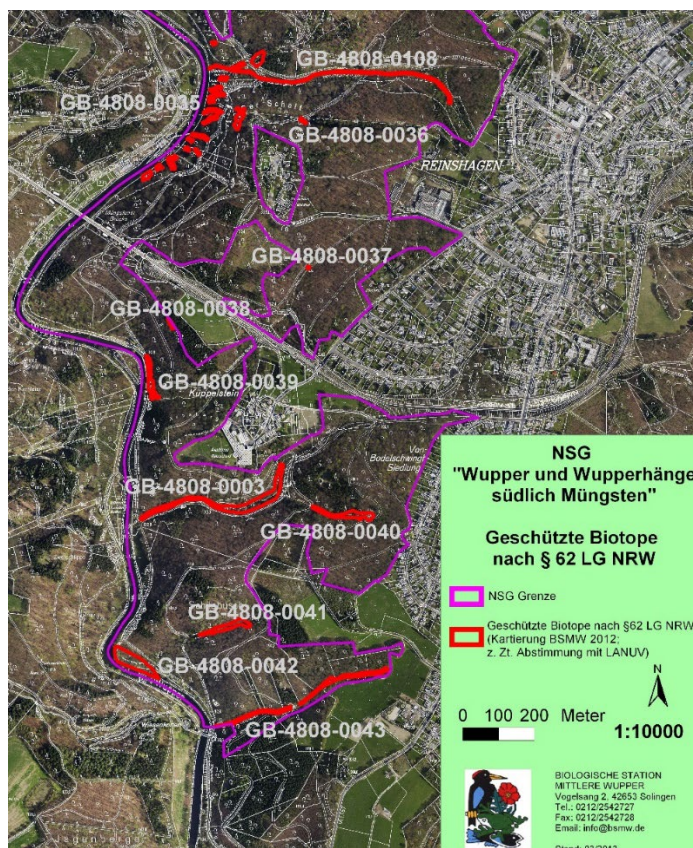 GB-4808-0108
GB-4808-0035
GB-4808-0036
REINSHAGEN
GB-4808-0037
GB-4808-0038
GB-4808-0039
Küppelstein
Von-
Bodelschwingh
Siedlung
GB-4808-0003
GB-4808-0040
GB-4808-0041
GB-4808-0042
GB-4808-0043
NSG
"Wupper und Wupperhänge
südlich Müngsten"
Geschützte Biotope
nach § 62 LG NRW
NSG Grenze
Geschützte Biotope nach §62 LG NRW
(Kartierung BSMW 2012;
z. Zt. Abstimmung mit LANUV)
N
0 100 200 Meter
1:10000
BIOLOGISCHE STATION
MITTLERE WUPPER
Vogelsang 2, 42653 Solingen
Tel.: 0212/2542727
Fax: 0212/2542728
Email: info@bsmw.de